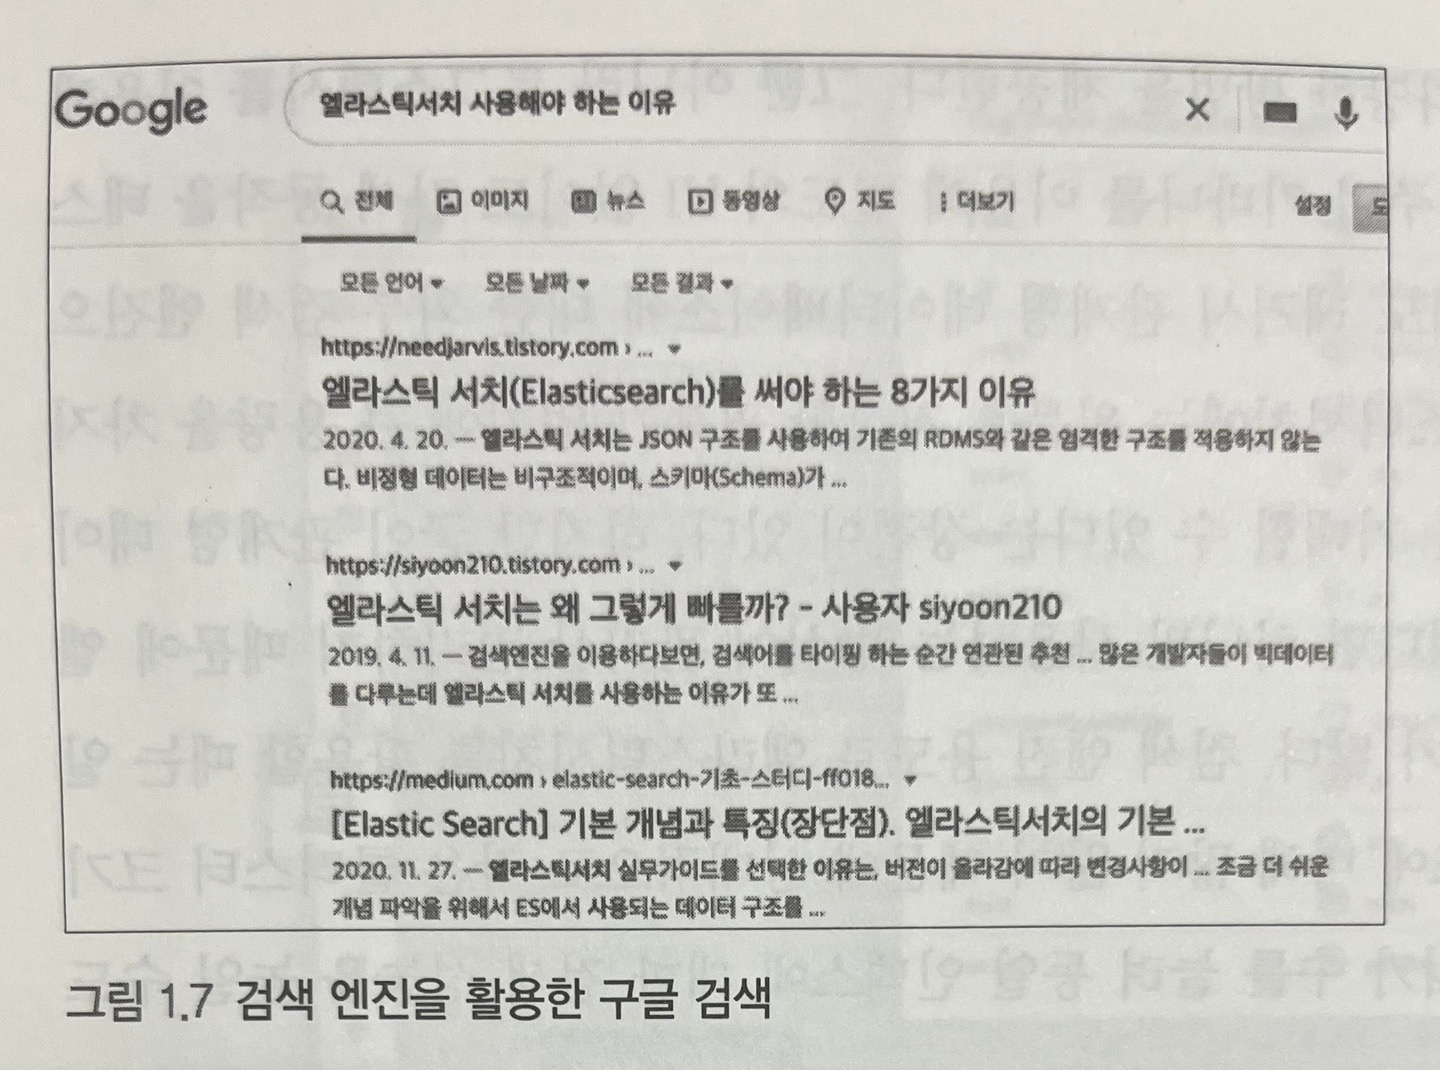 Google 엘라스틱서치 사용해야 하는 이유
전체 이미지 뉴스 동영상 지도 더보기 설정 도
모든 언어 모든 날짜 모든 결과
https://needjarvis.tistory.com › ...
엘라스틱 서치(Elasticsearch)를 써야 하는 8가지 이유
2020. 4. 20. — 엘라스틱 서치는 JSON 구조를 사용하여 기존의 RDMS와 같은 엄격한 구조를 적용하지 않는
다. 비정형 데이터는 비구조적이며, 스키마(Schema)가 ...
https://siyoon210.tistory.com › ...
엘라스틱 서치는 왜 그렇게 빠를까? - 사용자 siyoon210
2019. 4. 11. — 검색엔진을 이용하다보면, 검색어를 타이핑 하는 순간 연관된 추천 ... 많은 개발자들이 빅데이터
를 다루는데 엘라스틱 서치를 사용하는 이유가 또 ...
https://medium.com › elastic-search-기초-스터디-ff018...
[Elastic Search] 기본 개념과 특징(장단점). 엘라스틱서치의 기본 ...
2020. 11. 27. — 엘라스틱서치 실무가이드를 선택한 이유는, 버전이 올라감에 따라 변경사항이 ... 조금 더 쉬운
개념 파악을 위해서 ES에서 사용되는 데이터 구조를 ...
그림 1.7 검색 엔진을 활용한 구글 검색